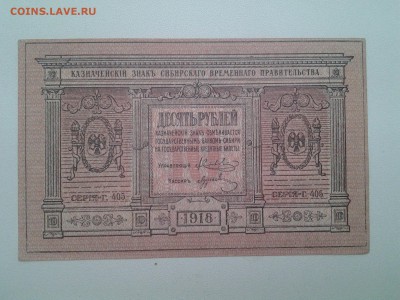 COINS.LAVE.RU
КАЗНАЧЕЙСКІЙ ЗНАКЪ СИБИРСКАГО ВРЕМЕННАГО ПРАВИТЕЛЬСТВА
ДЕСЯТЬ РУБЛЕЙ
КАЗНАЧЕЙСКІЙ ЗНАКЪ ОБМѢНИВАЕТСЯ
ГОСУДАРСТВЕННЫМЪ БАНКОМЪ СИБИРИ
НА ГОСУДАРСТВЕННЫЕ КРЕДИТНЫЕ БИЛЕТЫ
Управляющій
Кассиръ
СЕРІЯ-Г. 405. СЕРІЯ-Г. 405.
1918